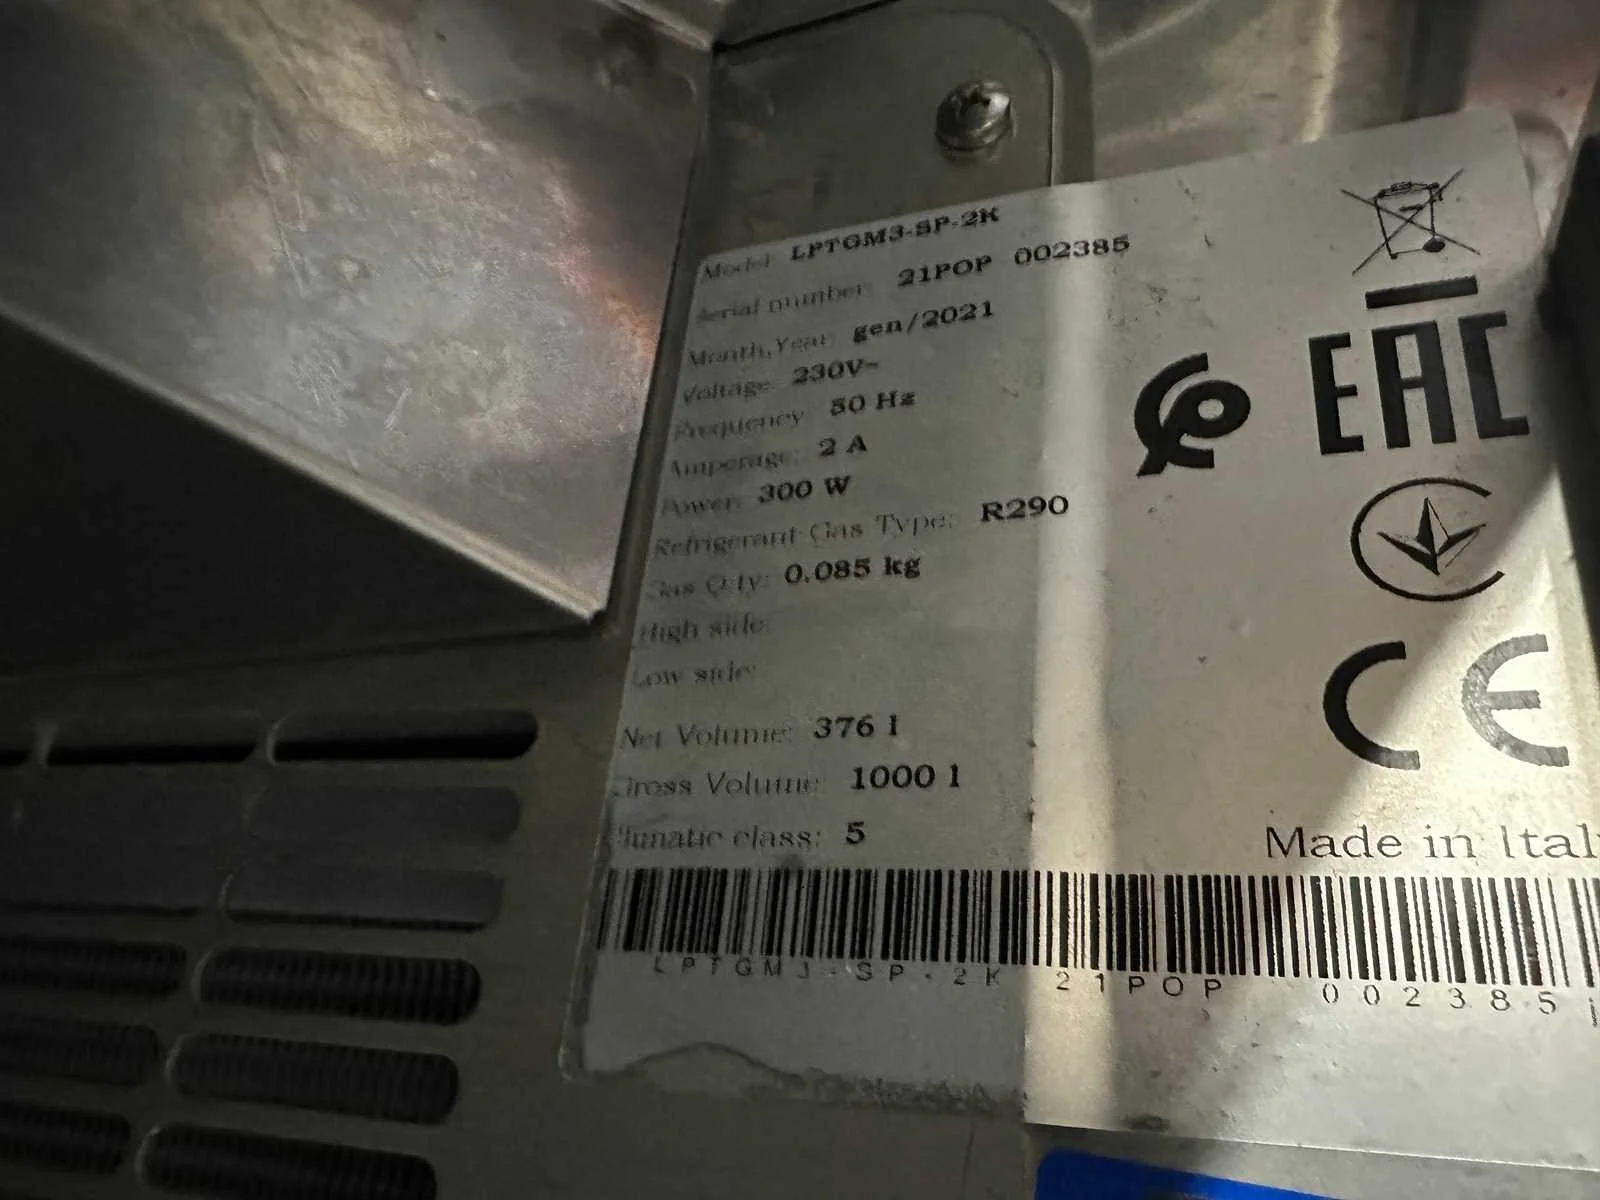 Model: LPTGM3-SP-2K
Serial number: 21POP 002385
Month,Year: gen/2021
Voltage: 230V~
Frequency: 50 Hz
Amperage: 2 A
Power: 300 W
Refrigerant Gas Type: R290
Gas Q.ty: 0.085 kg
High side:
Low side:
Net Volume: 376 l
Gross Volume: 1000 l
class: 5
EAC
CE
Made in Ital
LPTGM3-SP-2K 21POP 002385